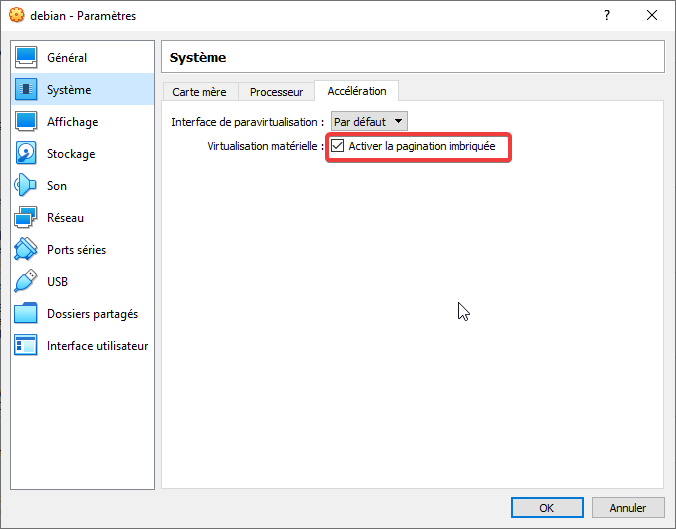 debian - Paramètres
Général
Système
Affichage
Stockage
Son
Réseau
Ports séries
USB
Dossiers partagés
Interface utilisateur
Système
Carte mère Processeur Accélération
Interface de paravirtualisation : Par défaut
Virtualisation matérielle : Activer la pagination imbriquée
OK Annuler